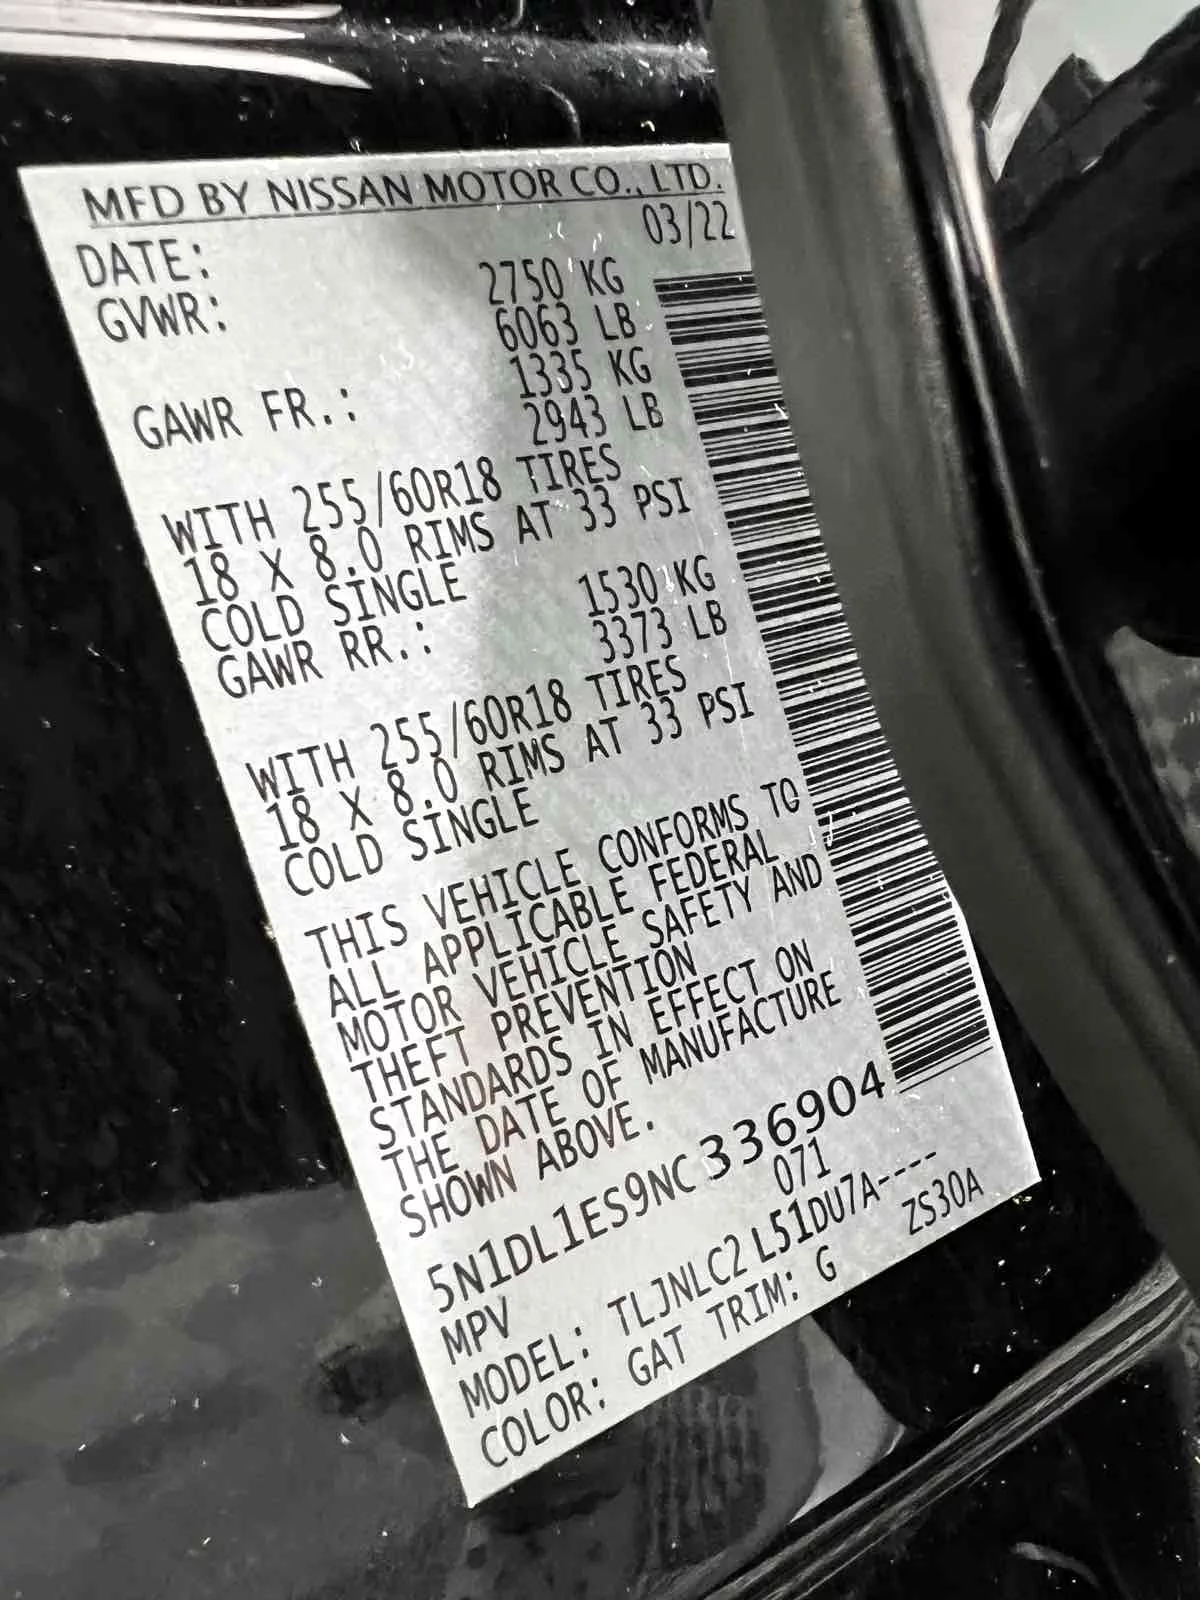 MFD BY NISSAN MOTOR CO., LTD.
DATE: 03/22
GVWR: 2750 KG
6063 LB
GAWR FR.: 1335 KG
2943 LB
WITH 255/60R18 TIRES
18 X 8.0 RIMS AT 33 PSI
COLD SINGLE
GAWR RR.: 1530 KG
3373 LB
WITH 255/60R18 TIRES
18 X 8.0 RIMS AT 33 PSI
COLD SINGLE
THIS VEHICLE CONFORMS TO
ALL APPLICABLE FEDERAL
MOTOR VEHICLE SAFETY AND
THEFT PREVENTION
STANDARDS IN EFFECT ON
THE DATE OF MANUFACTURE
SHOWN ABOVE.
5N1DL1ES9NC336904
MPV 071
MODEL: TLJNLC2 L51DU7A----
COLOR: GAT TRIM: G ZS30A